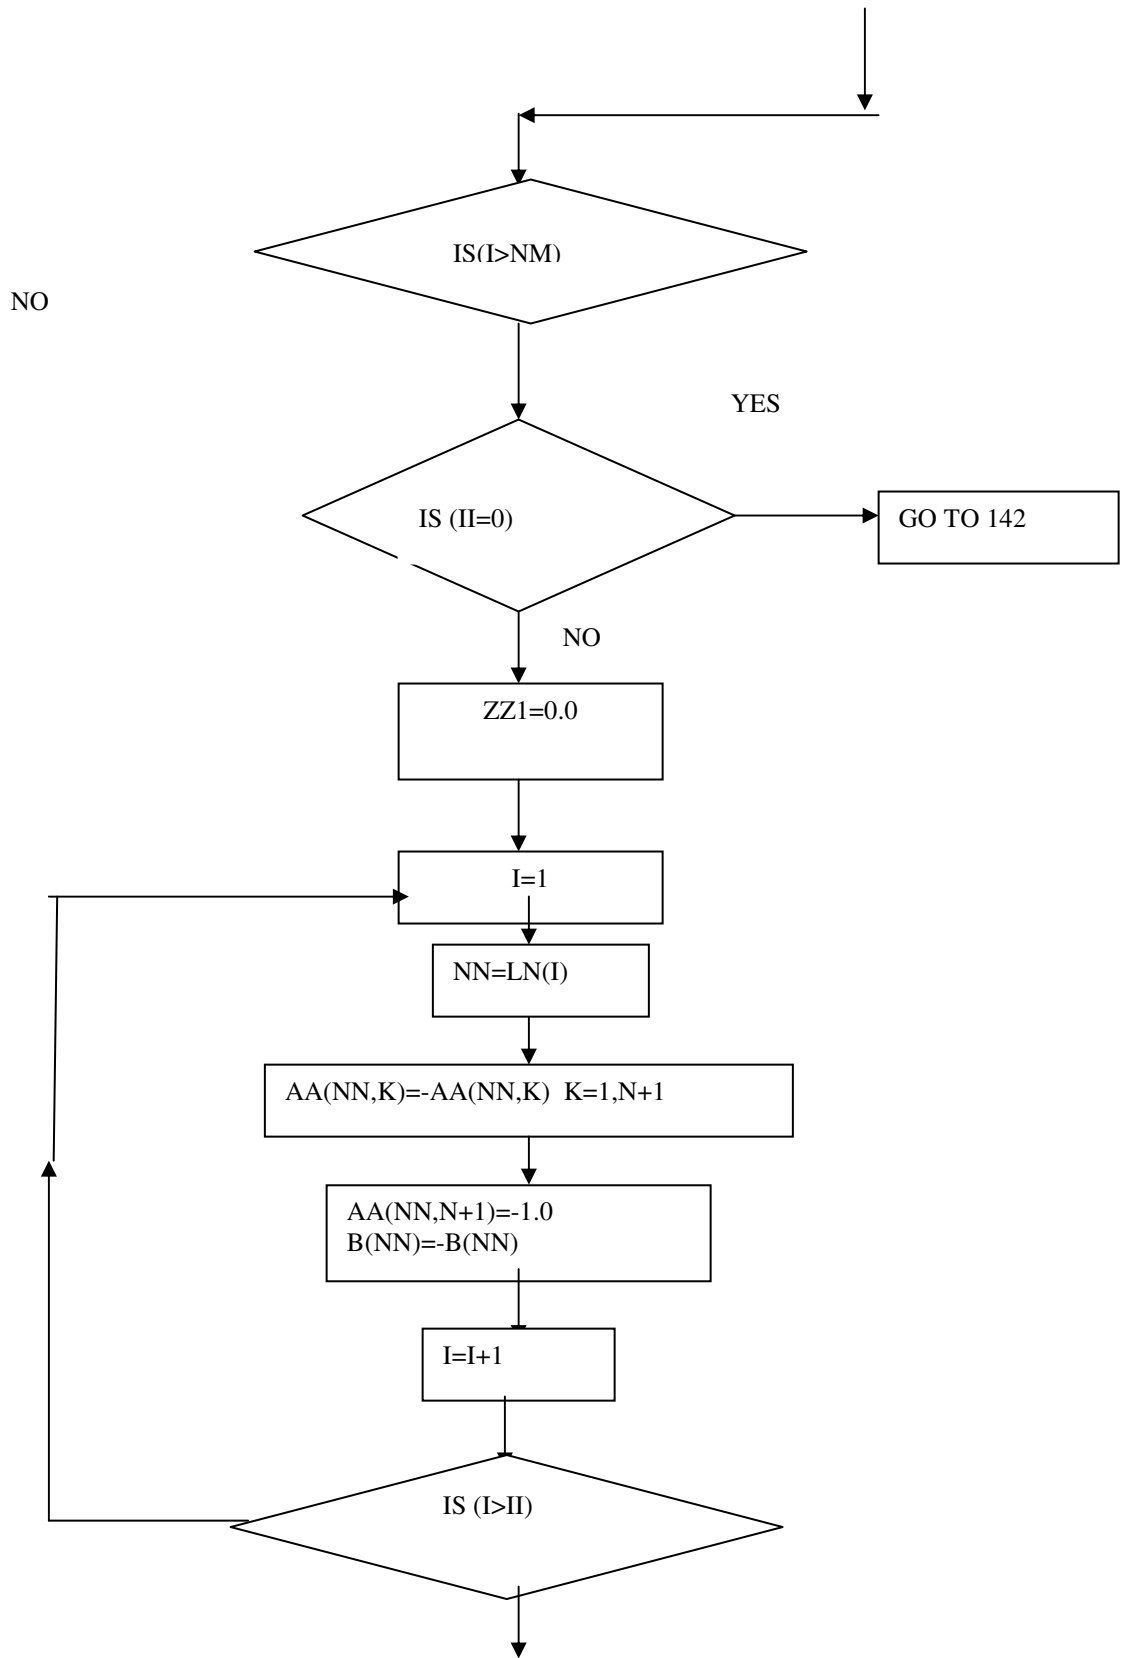 IS(I>NM)
NO
YES
IS (II=0)
GO TO 142
NO
ZZ1=0.0
I=1
NN=LN(I)
AA(NN,K)=-AA(NN,K) K=1,N+1
AA(NN,N+1)=-1.0
B(NN)=-B(NN)
I=I+1
IS (I>II)